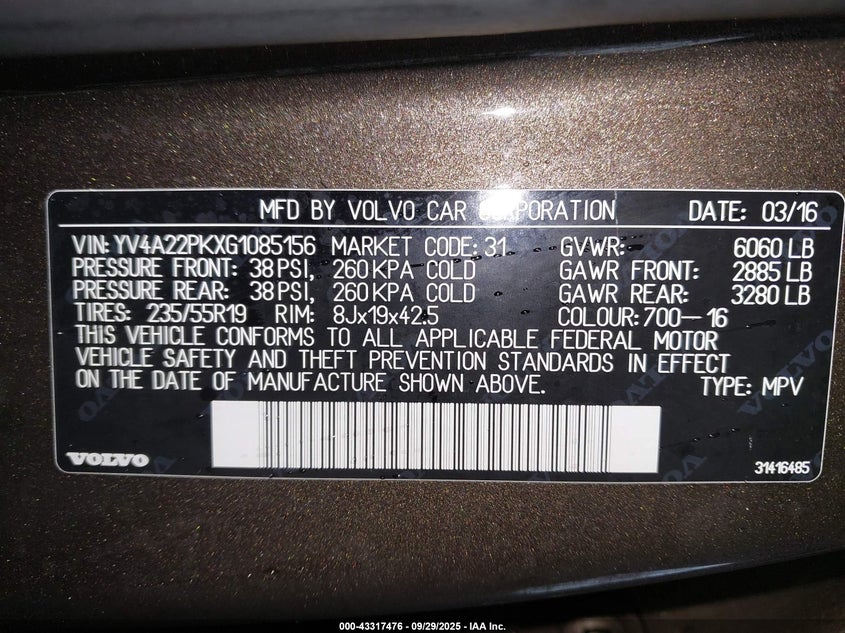 MFD BY VOLVO CAR CORPORATION DATE: 03/16
VIN: YV4A22PKXG1085156 MARKET CODE: 31 GVWR: 6060 LB
PRESSURE FRONT: 38 PSI, 260 KPA COLD GAWR FRONT: 2885 LB
PRESSURE REAR: 38 PSI, 260 KPA COLD GAWR REAR: 3280 LB
TIRES: 235/55R19 RIM: 8Jx19x42.5 COLOUR: 700-16
THIS VEHICLE CONFORMS TO ALL APPLICABLE FEDERAL MOTOR
VEHICLE SAFETY AND THEFT PREVENTION STANDARDS IN EFFECT
ON THE DATE OF MANUFACTURE SHOWN ABOVE. TYPE: MPV
VOLVO 31416485
000-43317476 - 09/29/2025 - IAA Inc.